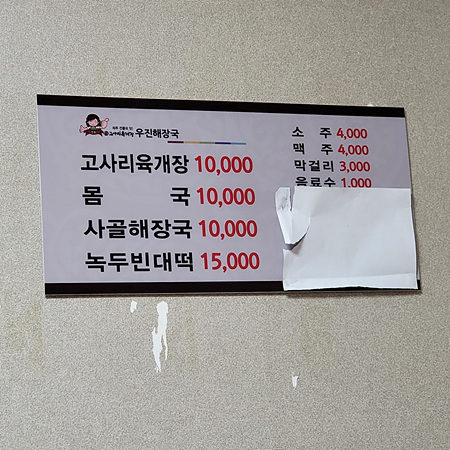 우진해장국
고사리육개장 10,000
몸 국 10,000
사골해장국 10,000
녹두빈대떡 15,000
소 주 4,000
맥 주 4,000
막걸리 3,000
음료수 1,000